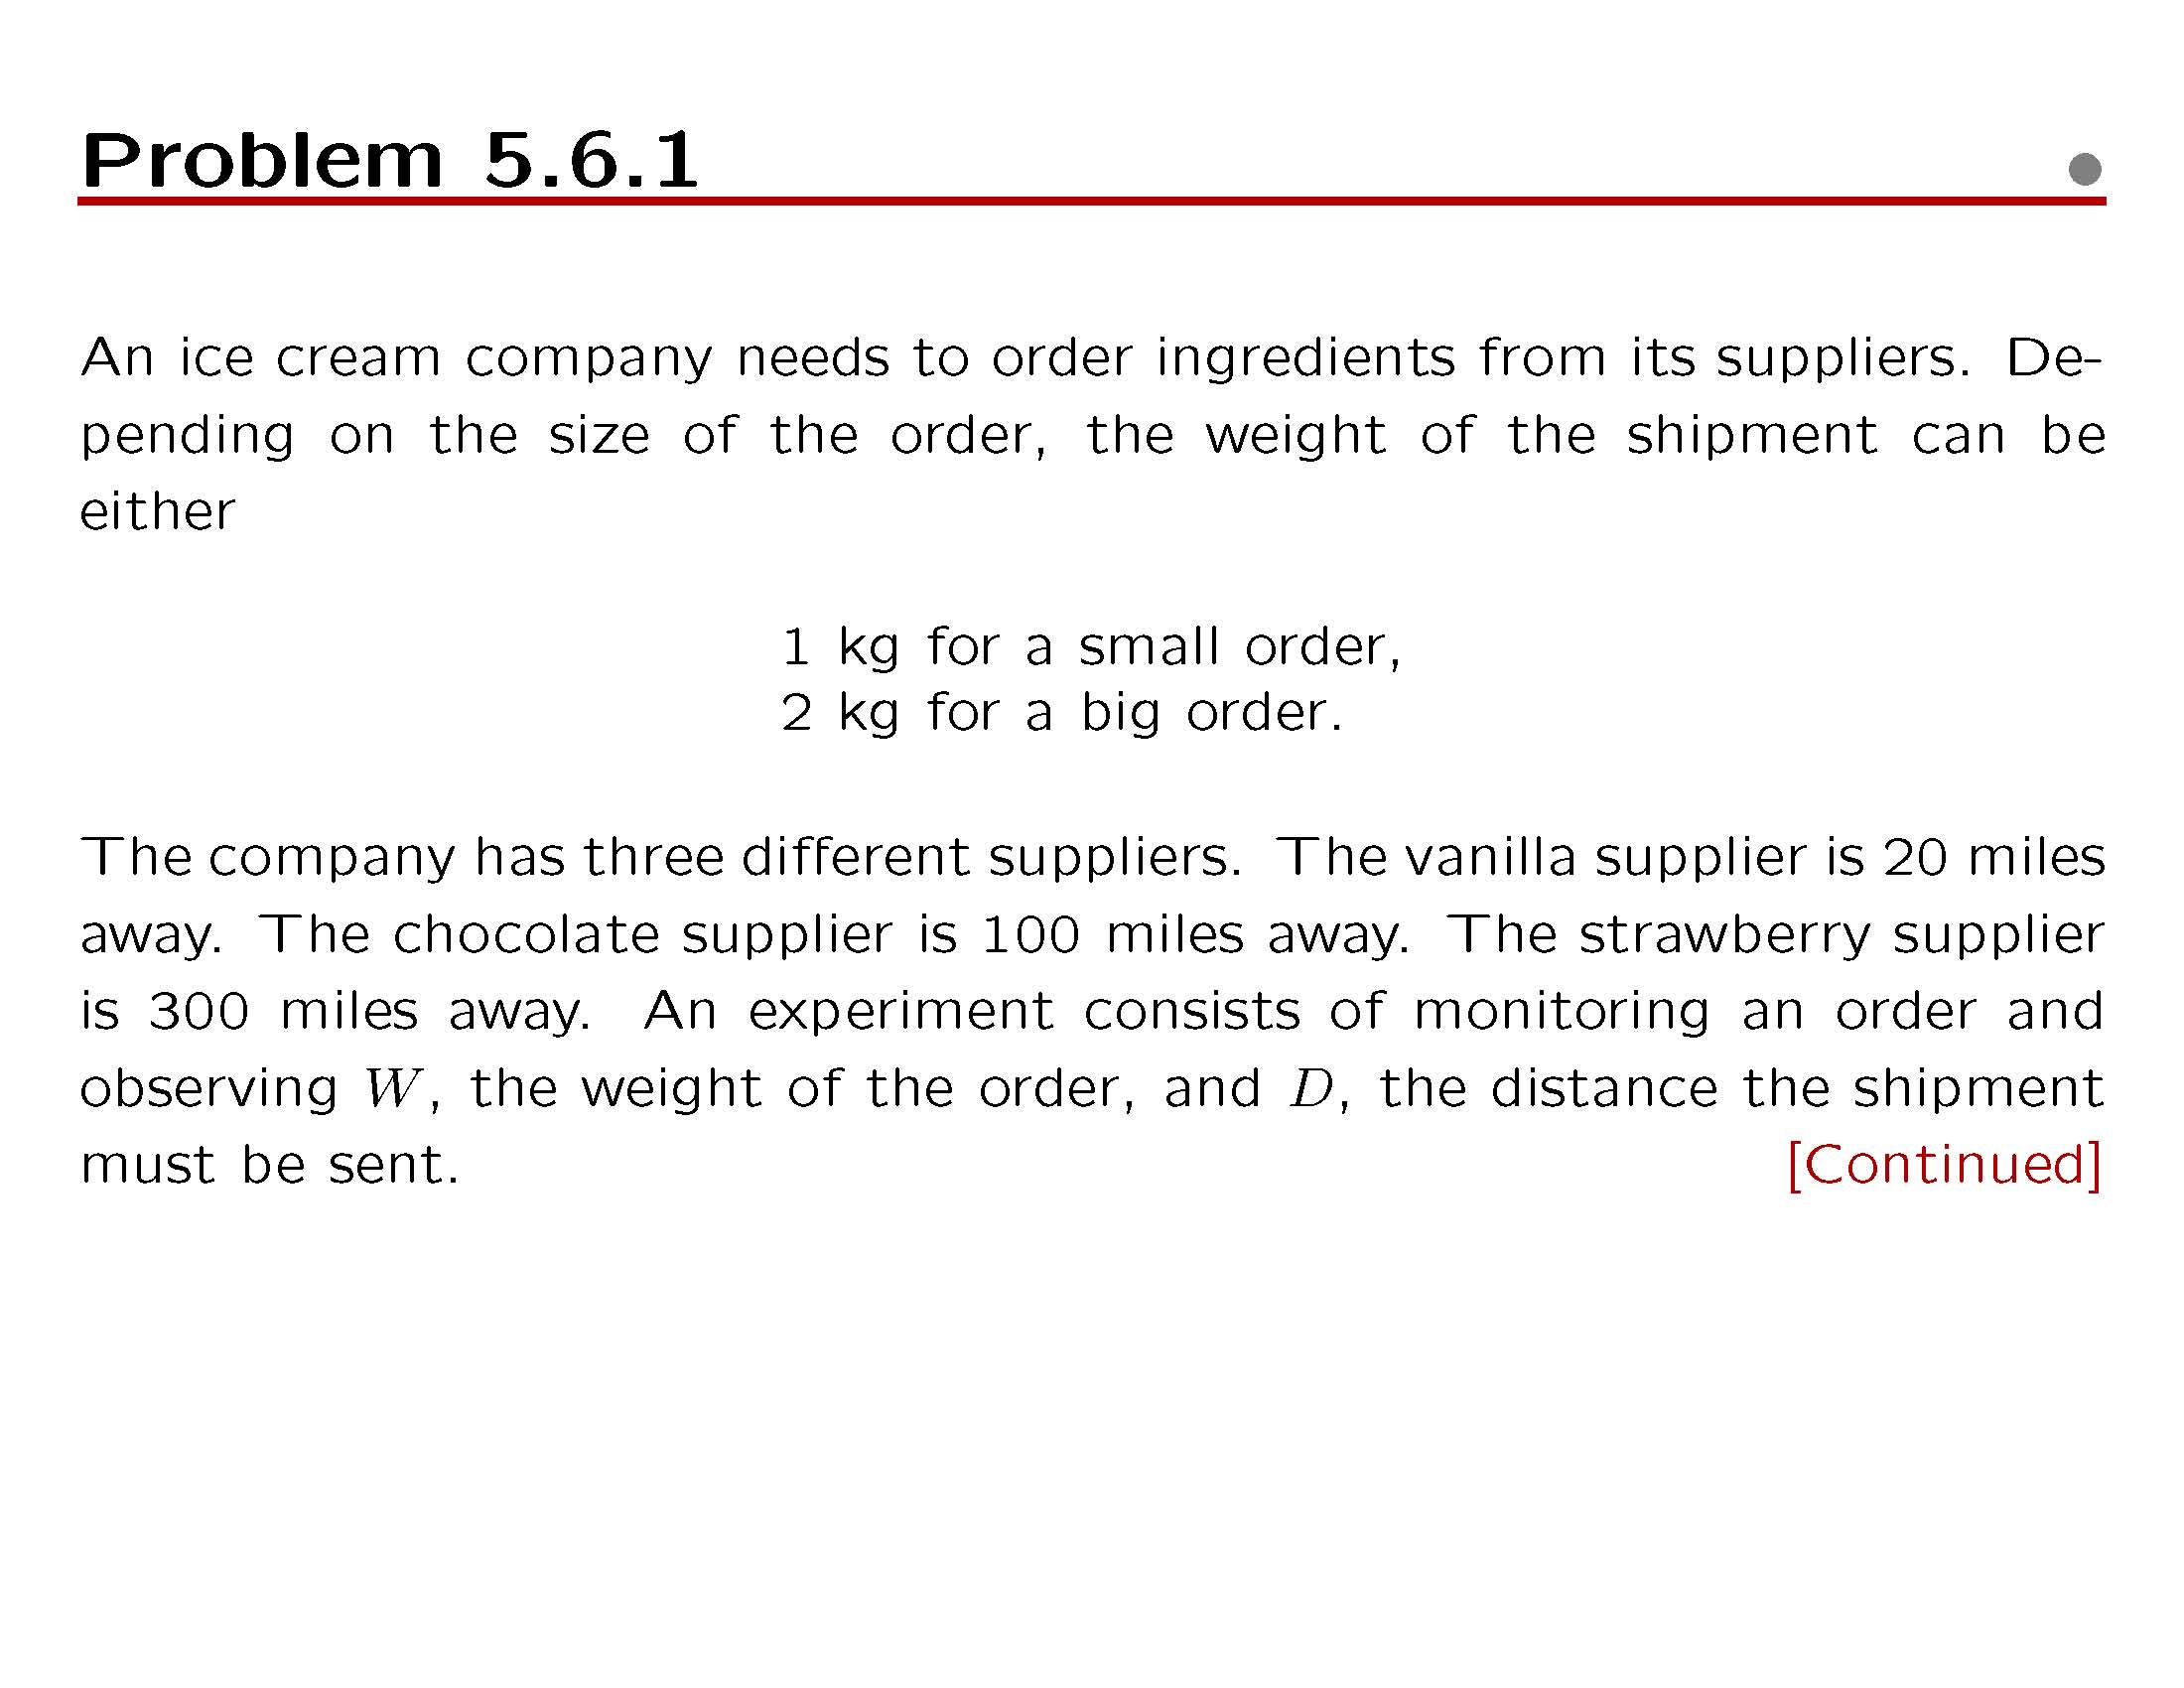 Problem 5.6.1
An ice cream company needs to order ingredients from its suppliers. De-
pending on the size of the order, the weight of the shipment can be
either
1 kg for a small order,
2 kg for a big order.
The company has three different suppliers. The vanilla supplier is 20 miles
away. The chocolate supplier is 100 miles away. The strawberry supplier
is 300 miles away. An experiment consists of monitoring an order and
observing W, the weight of the order, and D, the distance the shipment
must be sent. [Continued]